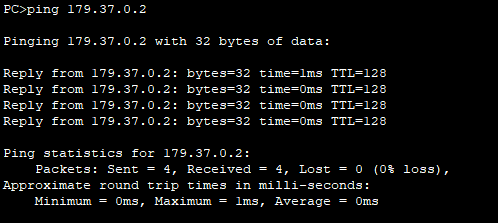 PC>ping 179.37.0.2
Pinging 179.37.0.2 with 32 bytes of data:
Reply from 179.37.0.2: bytes=32 time=1ms TTL=128
Reply from 179.37.0.2: bytes=32 time=0ms TTL=128
Reply from 179.37.0.2: bytes=32 time=0ms TTL=128
Reply from 179.37.0.2: bytes=32 time=0ms TTL=128
Ping statistics for 179.37.0.2:
Packets: Sent = 4, Received = 4, Lost = 0 (0% loss),
Approximate round trip times in milli-seconds:
Minimum = 0ms, Maximum = 1ms, Average = 0ms